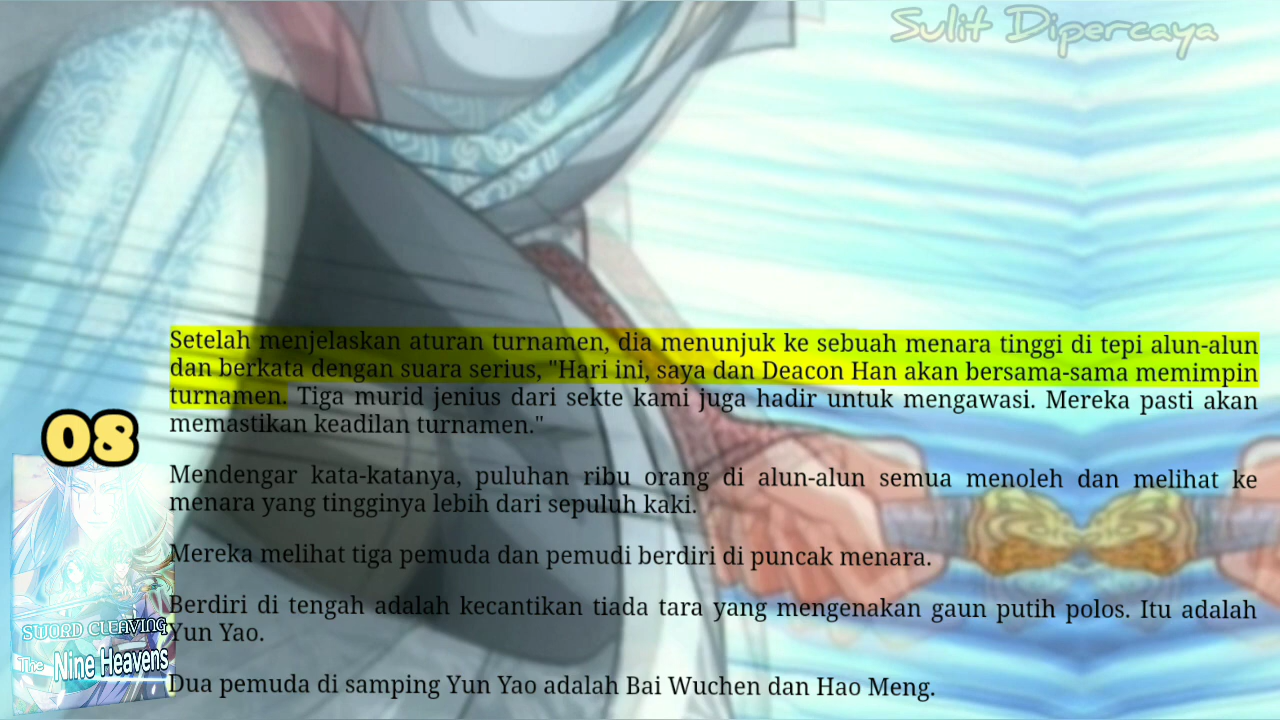 Sulit Dipercaya
Setelah menjelaskan aturan turnamen, dia menunjuk ke sebuah menara tinggi di tepi alun-alun
dan berkata dengan suara serius, "Hari ini, saya dan Deacon Han akan bersama-sama memimpin
turnamen. Tiga murid jenius dari sekte kami juga hadir untuk mengawasi. Mereka pasti akan
memastikan keadilan turnamen."
Mendengar kata-katanya, puluhan ribu orang di alun-alun semua menoleh dan melihat ke
menara yang tingginya lebih dari sepuluh kaki.
Mereka melihat tiga pemuda dan pemudi berdiri di puncak menara.
Berdiri di tengah adalah kecantikan tiada tara yang mengenakan gaun putih polos. Itu adalah
Yun Yao.
Dua pemuda di samping Yun Yao adalah Bai Wuchen dan Hao Meng.
08
SWORD CLEAVING
The Nine Heavens